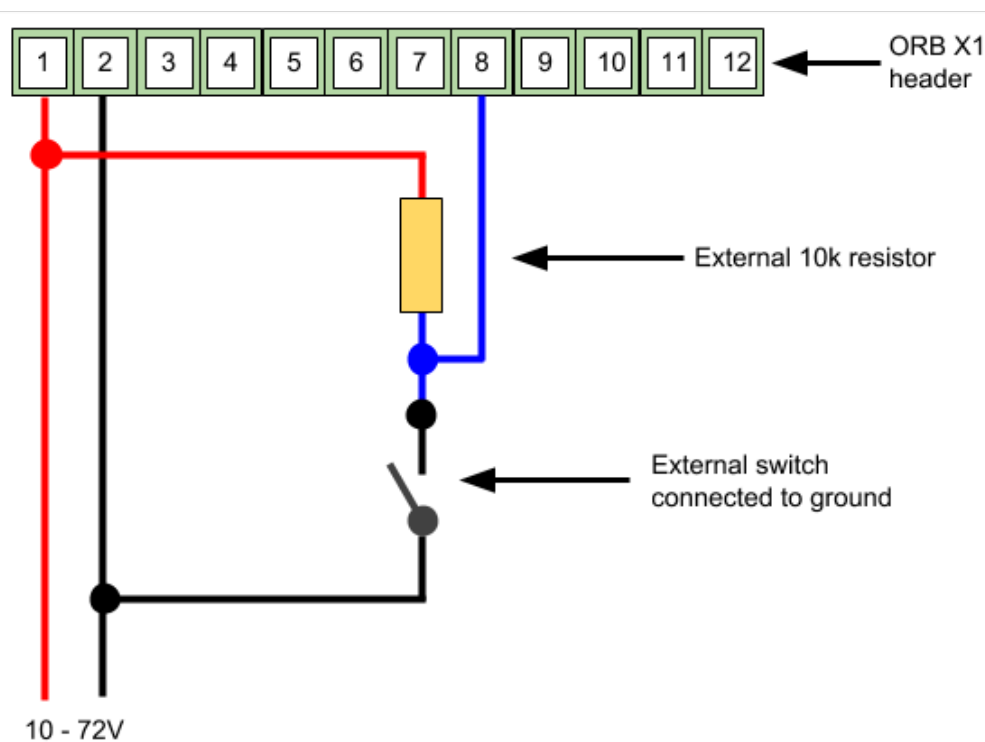 1 2 3 4 5 6 7 8 9 10 11 12
ORB X1
header
External 10k resistor
External switch
connected to ground
10 - 72V